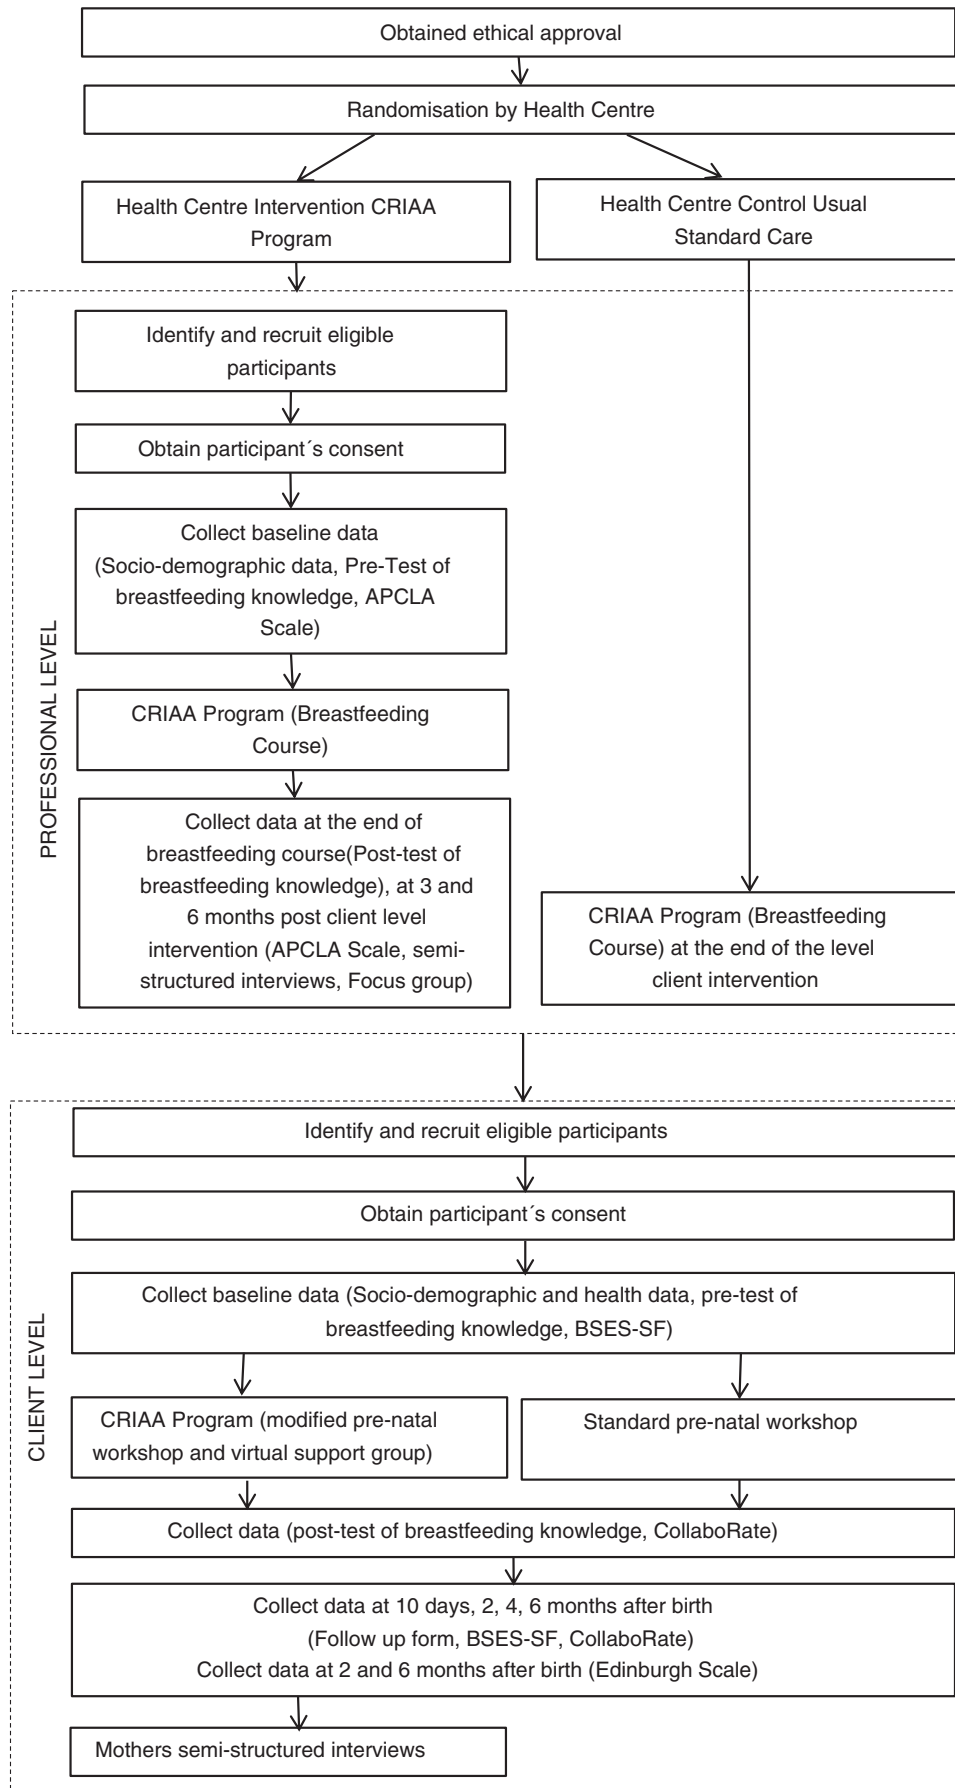 Obtained ethical approval
Randomisation by Health Centre
Health Centre Intervention CRIAA
Program
Health Centre Control Usual
Standard Care
PROFESSIONAL LEVEL
Identify and recruit eligible
participants
Obtain participant´s consent
Collect baseline data
(Socio-demographic data, Pre-Test of
breastfeeding knowledge, APCLA
Scale)
CRIAA Program (Breastfeeding
Course)
Collect data at the end of
breastfeeding course(Post-test of
breastfeeding knowledge), at 3 and
6 months post client level
intervention (APCLA Scale, semi-
structured interviews, Focus group)
CRIAA Program (Breastfeeding
Course) at the end of the level
client intervention
CLIENT LEVEL
Identify and recruit eligible participants
Obtain participant´s consent
Collect baseline data (Socio-demographic and health data, pre-test of
breastfeeding knowledge, BSES-SF)
CRIAA Program (modified pre-natal
workshop and virtual support group)
Standard pre-natal workshop
Collect data (post-test of breastfeeding knowledge, CollaboRate)
Collect data at 10 days, 2, 4, 6 months after birth
(Follow up form, BSES-SF, CollaboRate)
Collect data at 2 and 6 months after birth (Edinburgh Scale)
Mothers semi-structured interviews